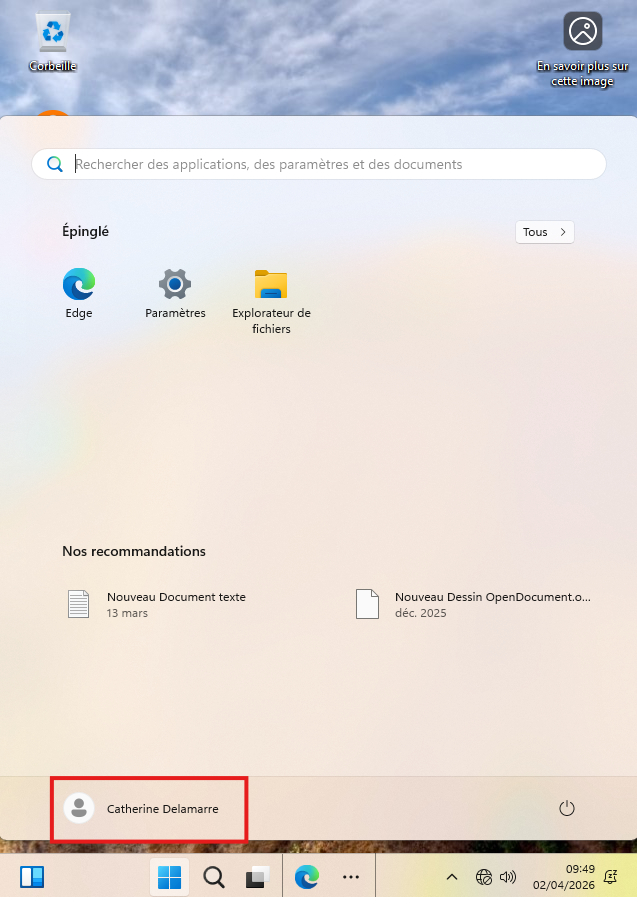 Corbeille
En savoir plus sur
cette image
Rechercher des applications, des paramètres et des documents
Épinglé
Tous
Edge
Paramètres
Explorateur de
fichiers
Nos recommandations
Nouveau Document texte
13 mars
Nouveau Dessin OpenDocument.o...
déc. 2025
Catherine Delamarre
09:49
02/04/2026